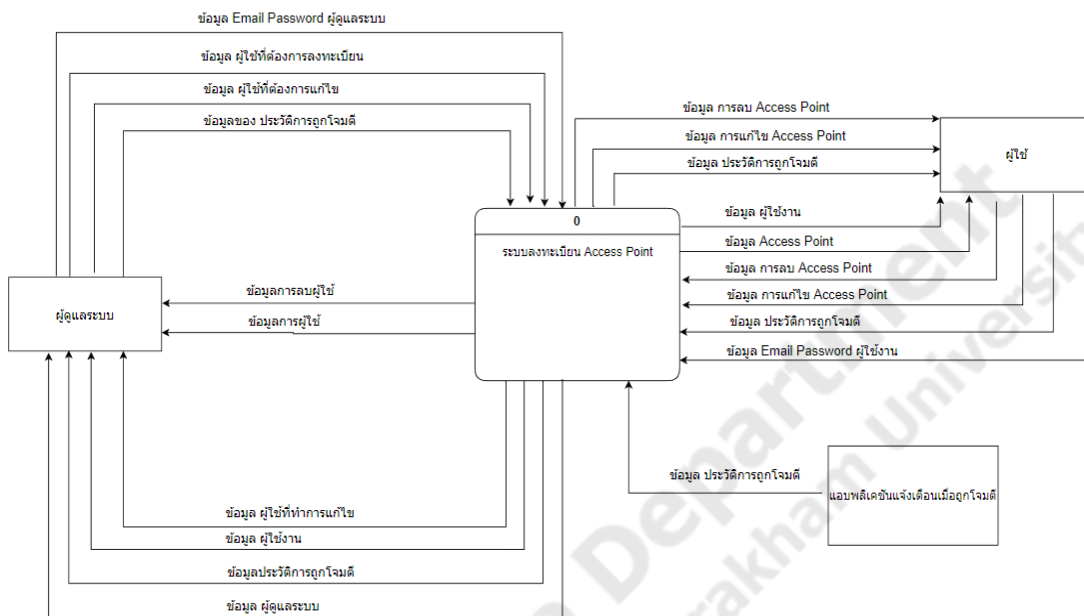 ข้อมูล Email Password ผู้ดูแลระบบ
ข้อมูล ผู้ใช้ที่ต้องการลงทะเบียน
ข้อมูล ผู้ใช้ที่ต้องการแก้ไข
ข้อมูลของ ประวัติการถูกโจมตี
ข้อมูล การลบ Access Point
ข้อมูล การแก้ไข Access Point
ข้อมูล ประวัติการถูกโจมตี
ผู้ใช้
0
ระบบลงทะเบียน Access Point
ข้อมูล ผู้ใช้งาน
ข้อมูล Access Point
ข้อมูล การลบ Access Point
ข้อมูล การแก้ไข Access Point
ข้อมูล ประวัติการถูกโจมตี
ข้อมูล Email Password ผู้ใช้งาน
ข้อมูลการลบผู้ใช้
ข้อมูลการผู้ใช้
ผู้ดูแลระบบ
ข้อมูล ประวัติการถูกโจมตี
แอบพลิเคชันแจ้งเตือนเมื่อถูกโจมตี
ข้อมูล ผู้ใช้ที่ทำการแก้ไข
ข้อมูล ผู้ใช้งาน
ข้อมูลประวัติการถูกโจมตี
ข้อมูล ผู้ดูแลระบบ
Department